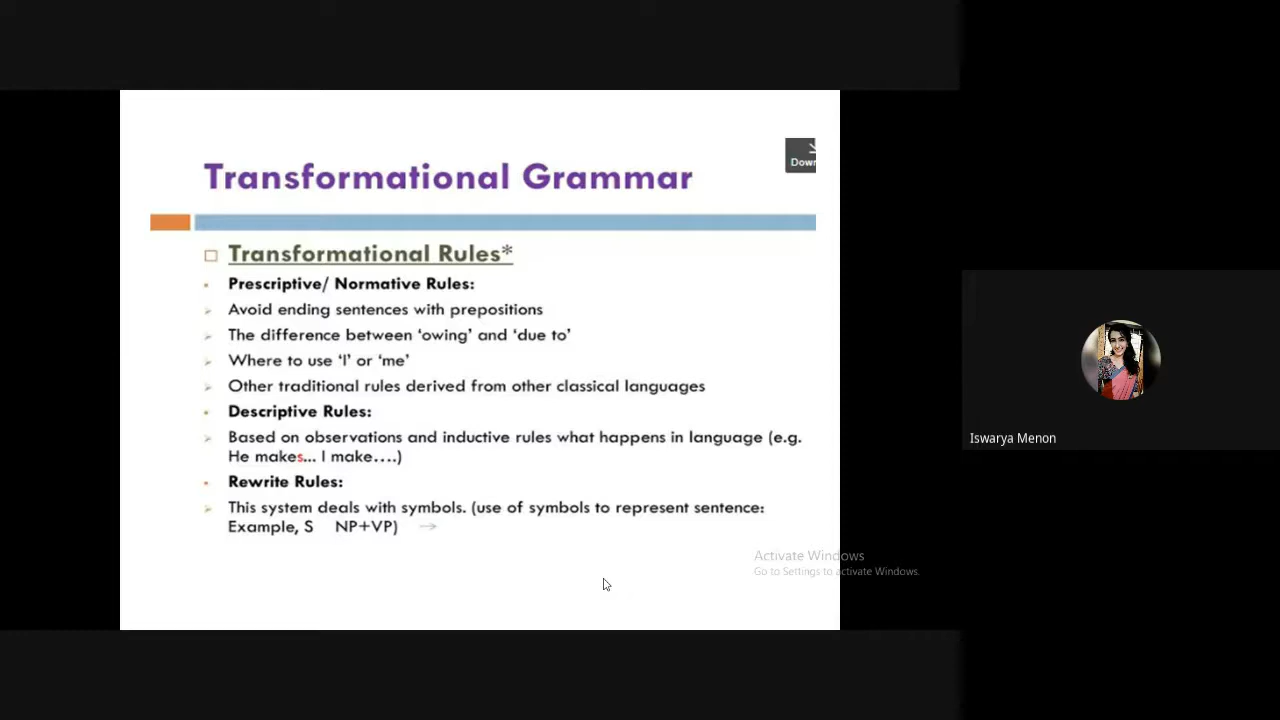 Down
Transformational Grammar
Transformational Rules*
Prescriptive/ Normative Rules:
Avoid ending sentences with prepositions
The difference between ‘owing’ and ‘due to’
Where to use ‘I’ or ‘me’
Other traditional rules derived from other classical languages
Descriptive Rules:
Based on observations and inductive rules what happens in language (e.g.
He makes... I make....)
Rewrite Rules:
This system deals with symbols. (use of symbols to represent sentence:
Example, S NP+VP) →
Activate Windows
Go to Settings to activate Windows.
Iswarya Menon